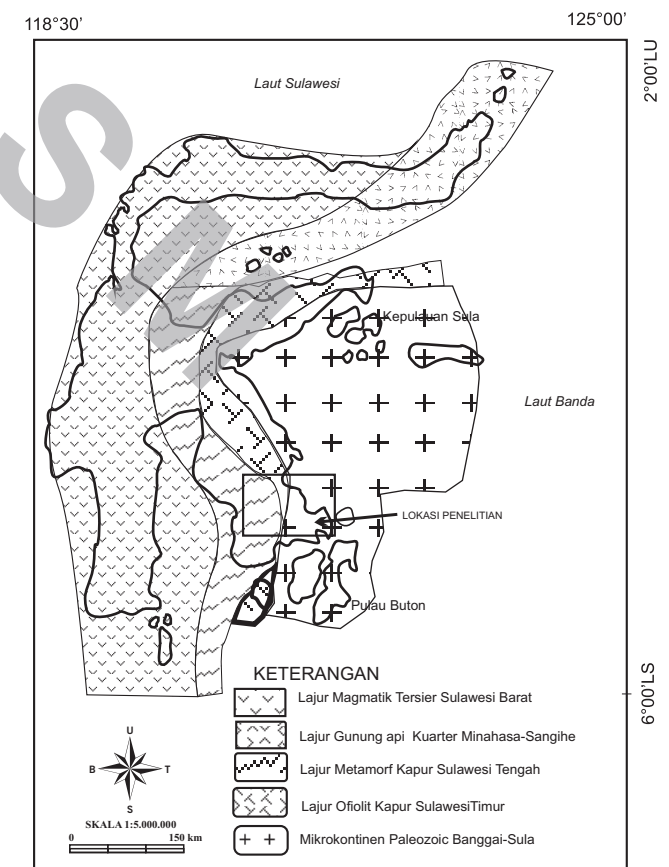 118°30’
125°00’
2°00’LU
Laut Sulawesi
Kepulauan Sula
Laut Banda
LOKASI PENELITIAN
Pulau Buton
6°00’LS
KETERANGAN
Lajur Magmatik Tersier Sulawesi Barat
Lajur Gunung api Kuarter Minahasa-Sangihe
Lajur Metamorf Kapur Sulawesi Tengah
Lajur Ofiolit Kapur SulawesiTimur
Mikrokontinen Paleozoic Banggai-Sula
U
B
T
S
SKALA 1:5.000.000
0 150 km
S
M